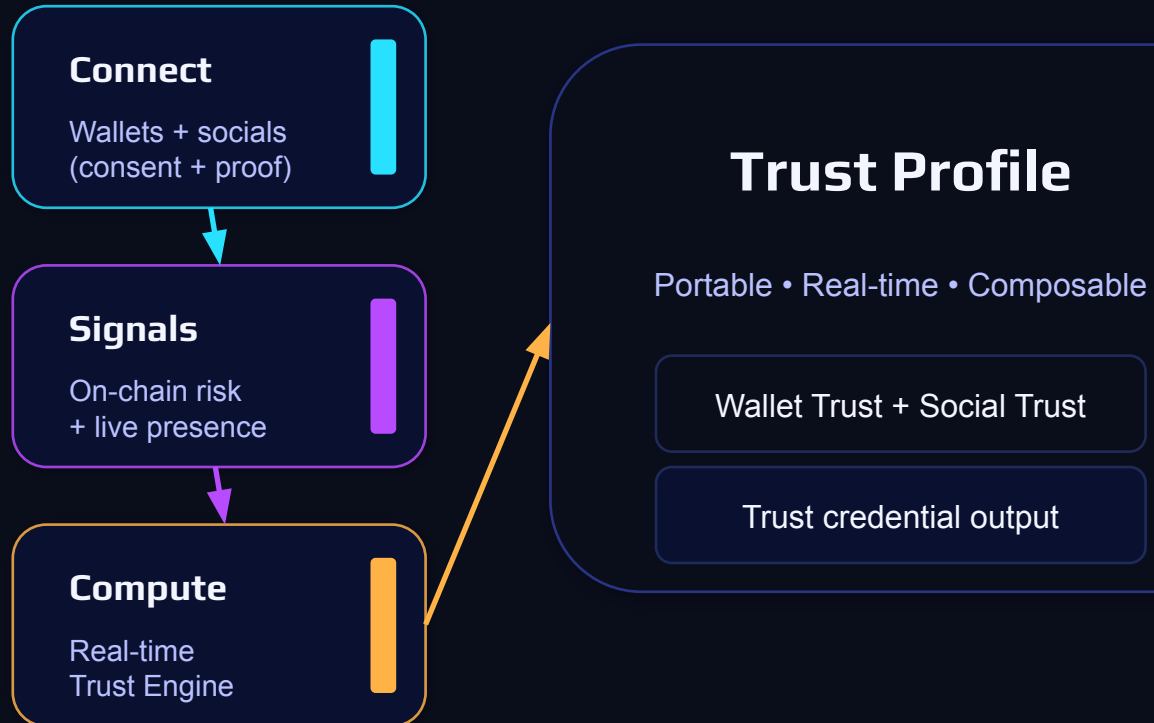 Connect
Wallets + socials
(consent + proof)
Signals
On-chain risk
+ live presence
Compute
Real-time
Trust Engine
Trust Profile
Portable • Real-time • Composable
Wallet Trust + Social Trust
Trust credential output